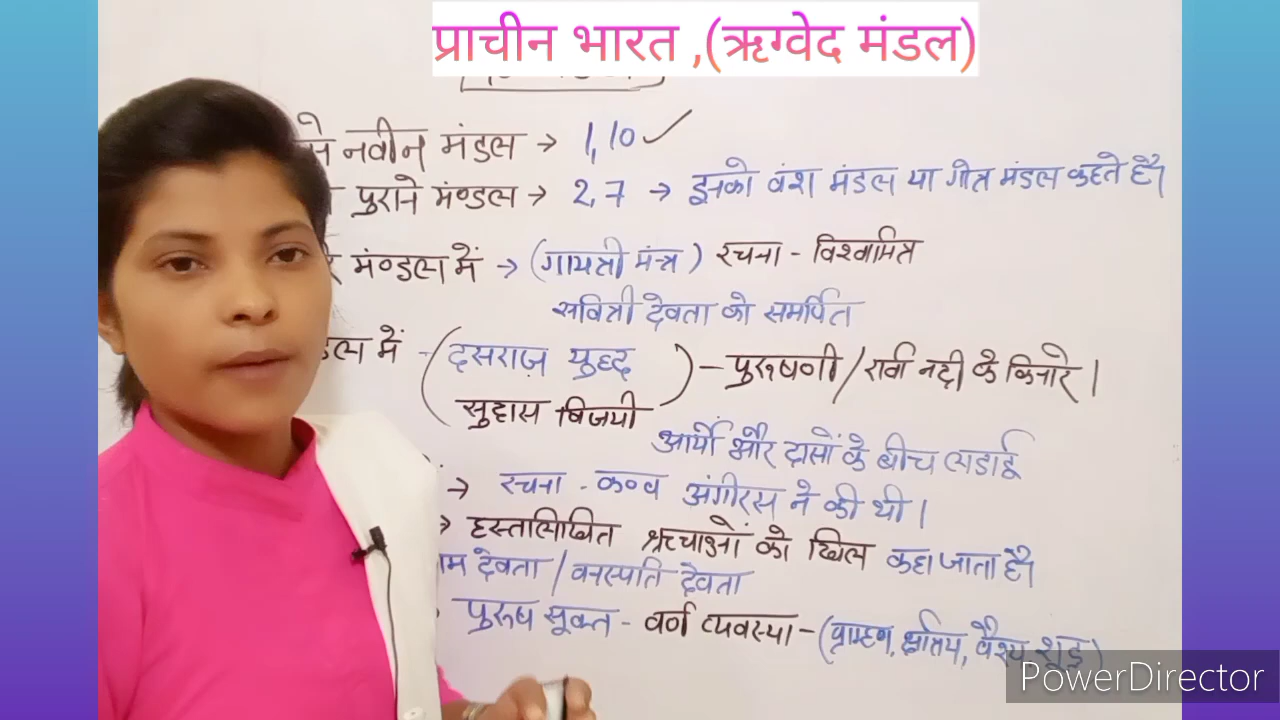 प्राचीन भारत ,(ऋग्वेद मंडल)
से नवीन मंडल → 1,10 ✓
पुराने मण्डल → 2,7 → इनको वंश मंडल या गोत्र मंडल कहते हैं।
मण्डल में → (गायत्री मंत्र) रचना - विश्वामित्र
सवित्री देवता को समर्पित
में - (दसराज़ युध्द) - पुरूषणी / रावी नदी के किनारे।
सुदास विजयी
आर्यो और दासों के बीच लडाई
→ रचना - कण्व अंगीरस ने की थी।
→ हस्तलिखित ऋचाओं को खिल कहा जाता है।
देवता / वनस्पति देवता
पुरुष सूक्त - वर्ण व्यवस्था - (ब्राम्हण, क्षत्रिय, वैश्य शूद्र)
PowerDirector